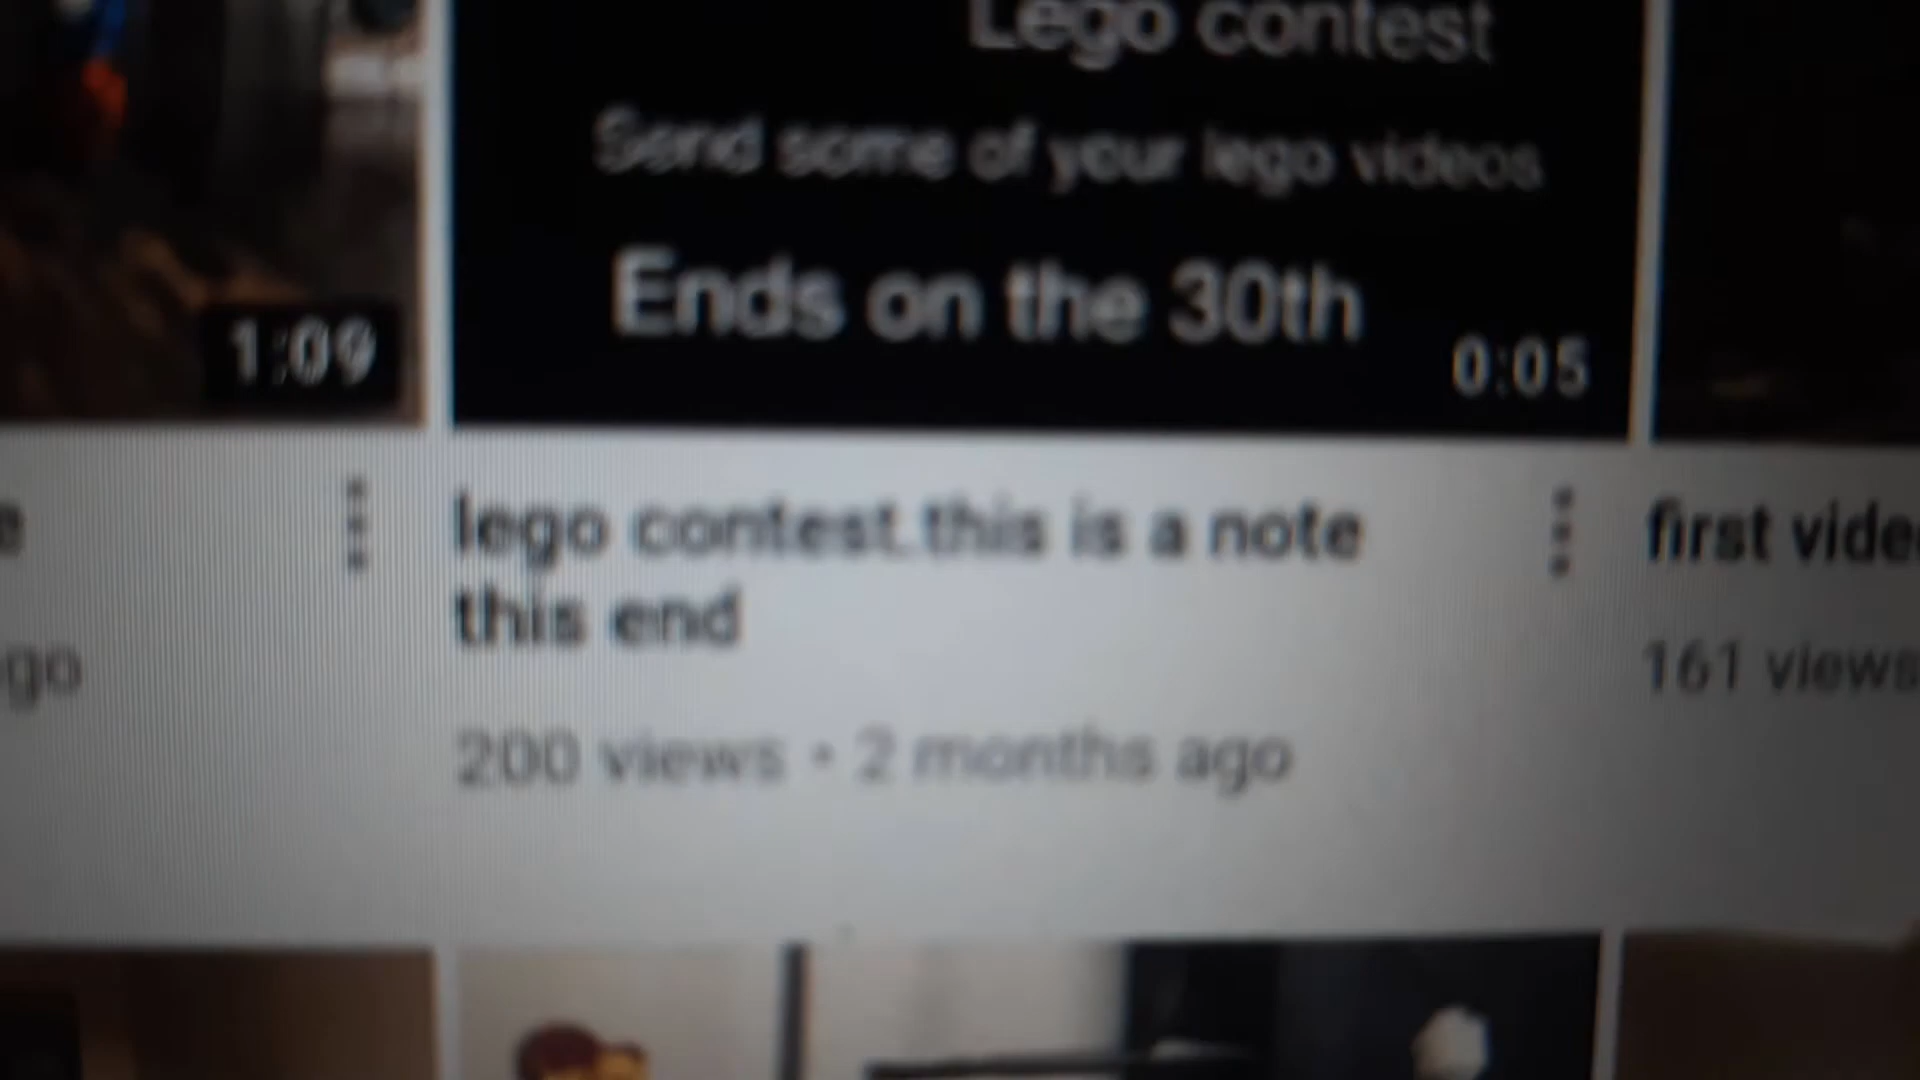 Lego contest
Send some of your lego videos
Ends on the 30th
1:09
0:05
lego contest.this is a note
this end
200 views • 2 months ago
go
first vide
161 views